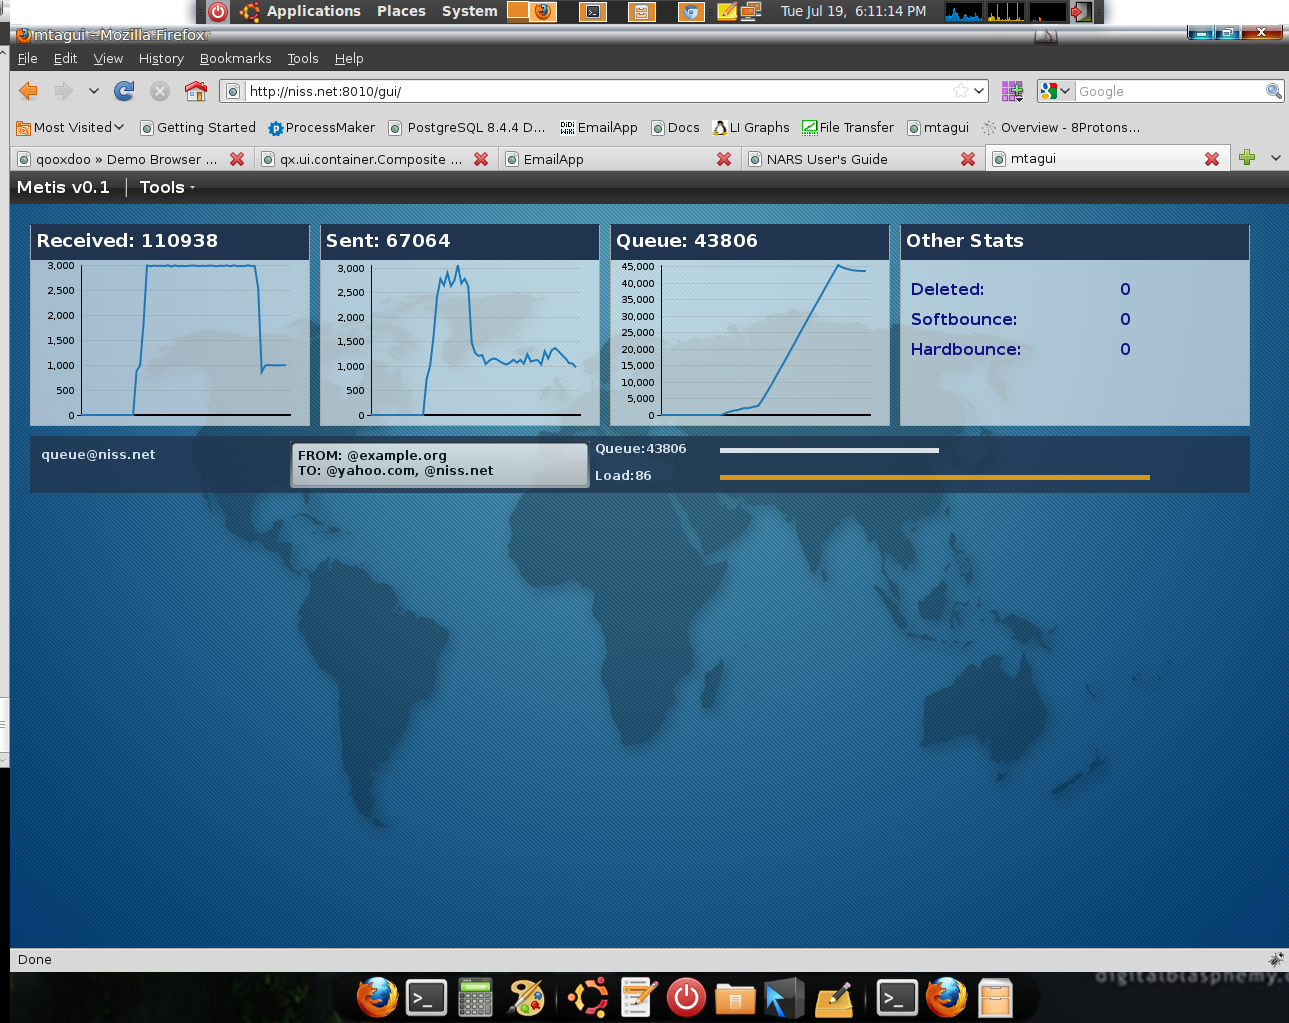 Applications Places System Tue Jul 19, 6:11:14 PM
mtagui - Mozilla Firefox
File Edit View History Bookmarks Tools Help
http://niss.net:8010/gui/ Google
Most Visited Getting Started ProcessMaker PostgreSQL 8.4.4 D... EmailApp Docs LI Graphs File Transfer mtagui Overview - 8Protons...
qooxdoo » Demo Browser ... qx.ui.container.Composite ... EmailApp NARS User's Guide mtagui
Metis v0.1 Tools
Received: 110938
3,000
2,500
2,000
1,500
1,000
500
0
Sent: 67064
3,000
2,500
2,000
1,500
1,000
500
0
Queue: 43806
45,000
40,000
35,000
30,000
25,000
20,000
15,000
10,000
5,000
0
Other Stats
Deleted: 0
Softbounce: 0
Hardbounce: 0
queue@niss.net
FROM: @example.org
TO: @yahoo.com, @niss.net
Queue:43806
Load:86
Done